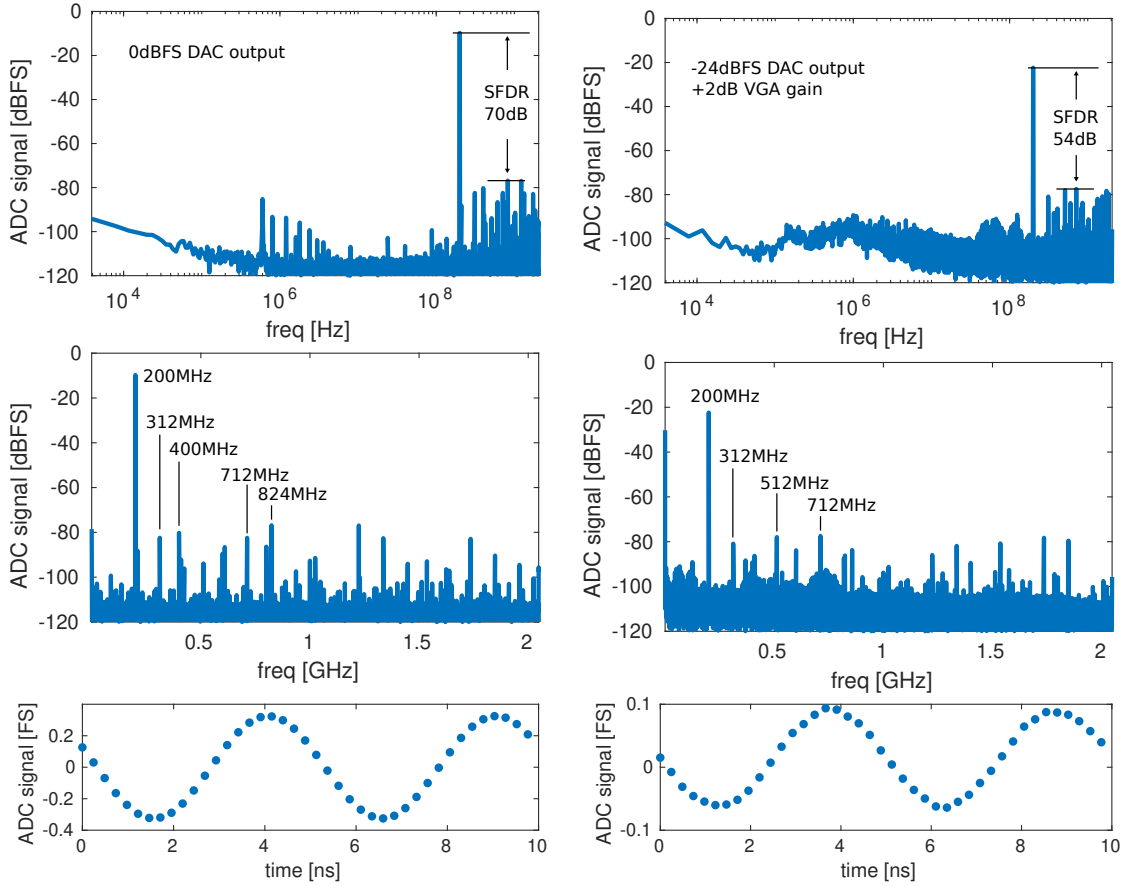 0dBFS DAC output
SFDR
70dB
0
-20
-40
-60
-80
-100
-120
10^4
10^6
10^8
ADC signal [dBFS]
freq [Hz]
-24dBFS DAC output
+2dB VGA gain
SFDR
54dB
0
-20
-40
-60
-80
-100
-120
10^4
10^6
10^8
ADC signal [dBFS]
freq [Hz]
200MHz
312MHz
400MHz
712MHz
824MHz
0
-20
-40
-60
-80
-100
-120
0.5
1
1.5
2
ADC signal [dBFS]
freq [GHz]
200MHz
312MHz
512MHz
712MHz
0
-20
-40
-60
-80
-100
-120
0.5
1
1.5
2
ADC signal [dBFS]
freq [GHz]
0.2
0
-0.2
-0.4
0
2
4
6
8
10
ADC signal [FS]
time [ns]
0.1
0
-0.1
0
2
4
6
8
10
ADC signal [FS]
time [ns]